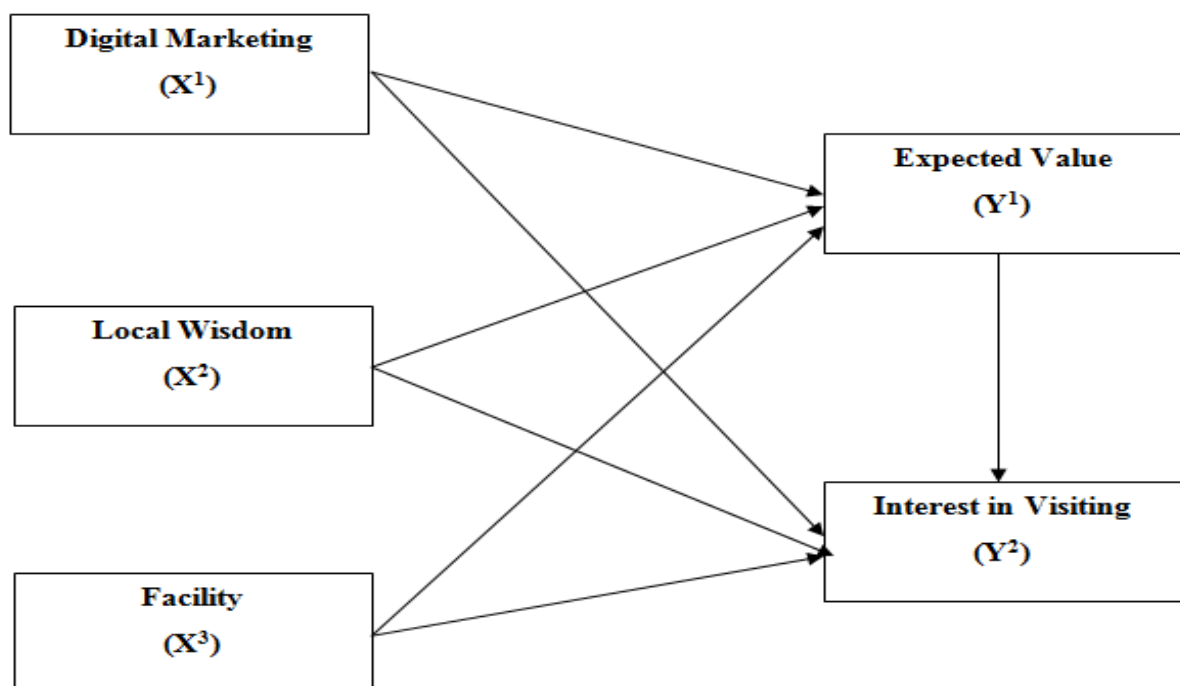 Digital Marketing
(X¹)
Expected Value
(Y¹)
Local Wisdom
(X²)
Interest in Visiting
(Y²)
Facility
(X³)